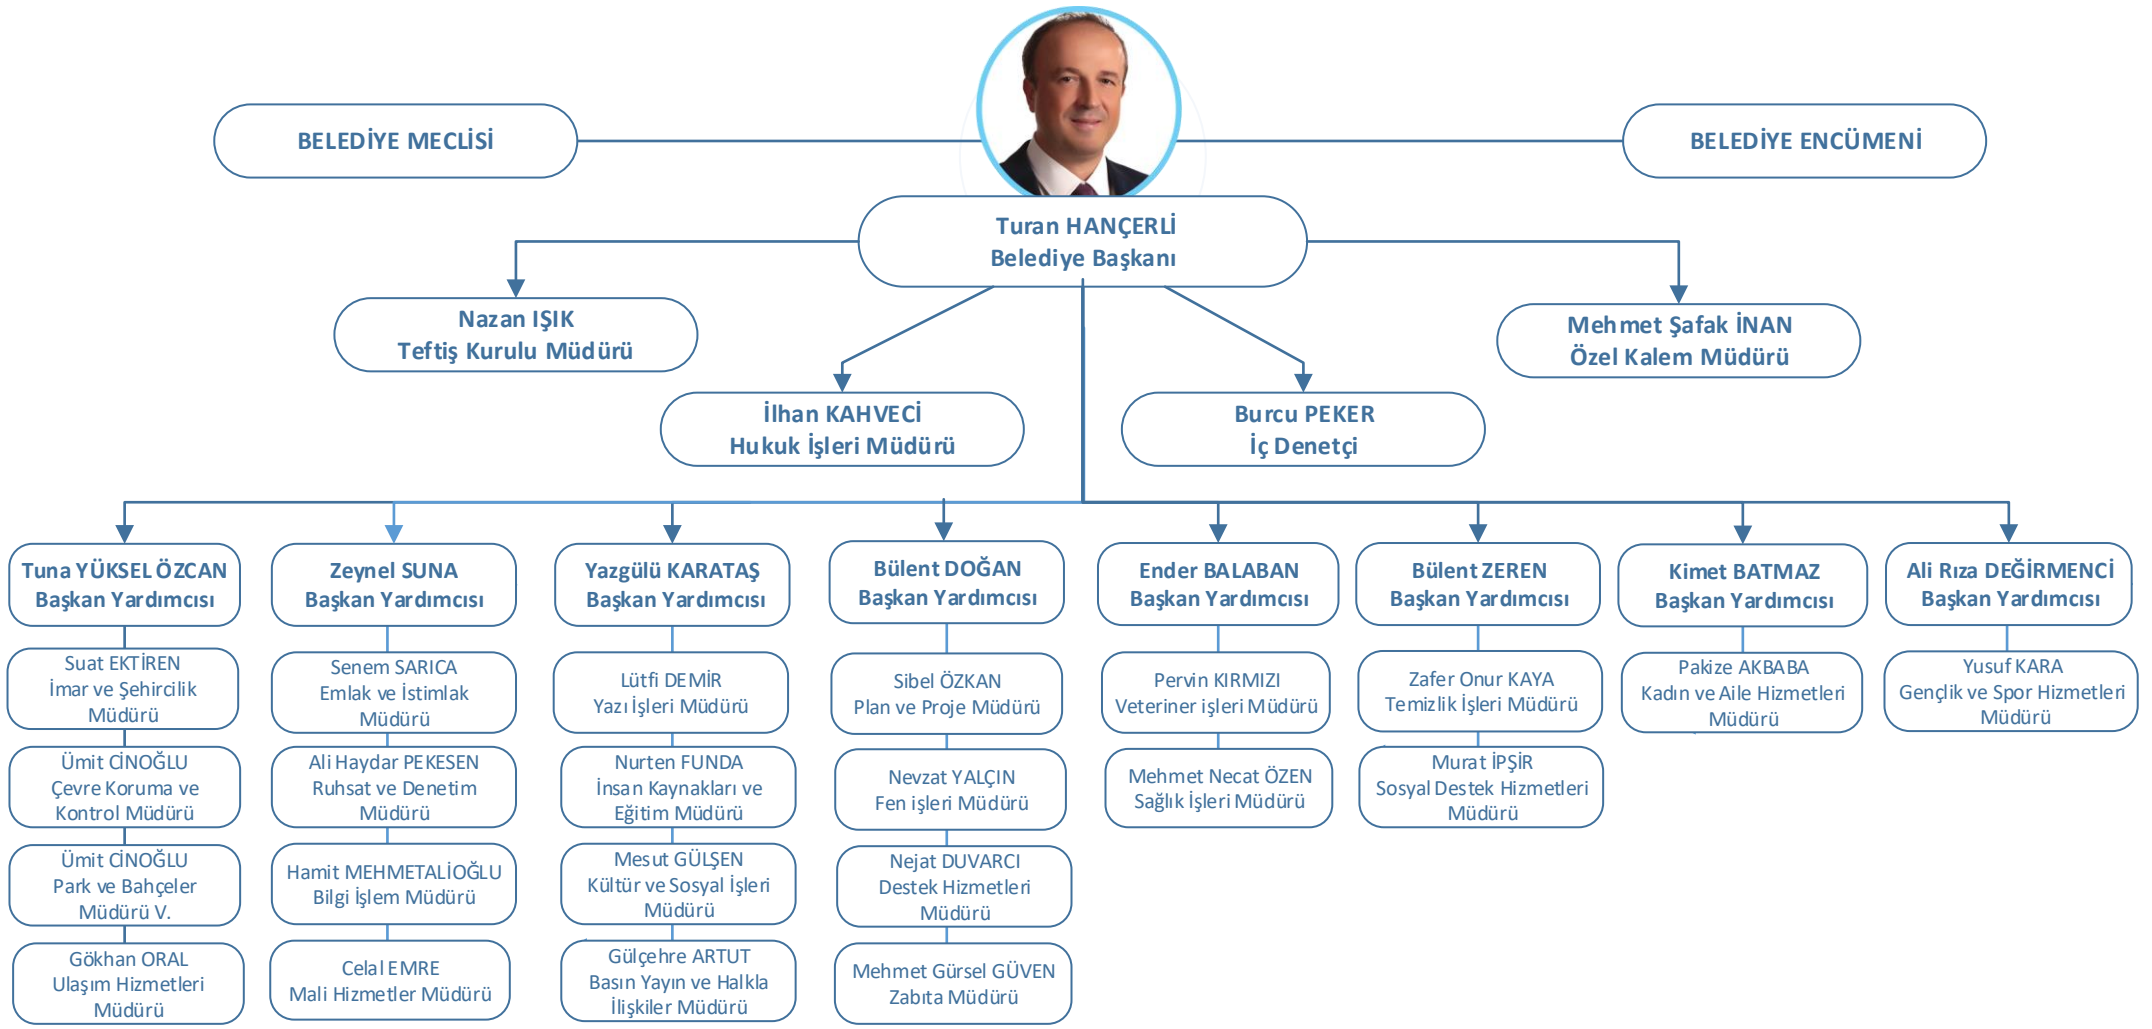 BELEDİYE MECLİSİ
BELEDİYE ENCÜMENİ
Turan HANÇERLİ
Belediye Başkanı
Nazan IŞIK
Teftiş Kurulu Müdürü
Mehmet Şafak İNAN
Özel Kalem Müdürü
İlhan KAHVECİ
Hukuk İşleri Müdürü
Burcu PEKER
İç Denetçi
Tuna YÜKSEL ÖZCAN
Başkan Yardımcısı
Suat EKTİREN
İmar ve Şehircilik
Müdürü
Ümit CİNOĞLU
Çevre Koruma ve
Kontrol Müdürü
Ümit CİNOĞLU
Park ve Bahçeler
Müdürü V.
Gökhan ORAL
Ulaşım Hizmetleri
Müdürü
Zeynel SUNA
Başkan Yardımcısı
Senem SARICA
Emlak ve İstimlak
Müdürü
Ali Haydar PEKESEN
Ruhsat ve Denetim
Müdürü
Hamit MEHMETALİOĞLU
Bilgi İşlem Müdürü
Celal EMRE
Mali Hizmetler Müdürü
Yazgülü KARATAŞ
Başkan Yardımcısı
Lütfi DEMİR
Yazı İşleri Müdürü
Nurten FUNDA
İnsan Kaynakları ve
Eğitim Müdürü
Mesut GÜLŞEN
Kültür ve Sosyal İşleri
Müdürü
Gülçehre ARTUT
Basın Yayın ve Halkla
İlişkiler Müdürü
Bülent DOĞAN
Başkan Yardımcısı
Sibel ÖZKAN
Plan ve Proje Müdürü
Nevzat YALÇIN
Fen işleri Müdürü
Nejat DUVARCI
Destek Hizmetleri
Müdürü
Mehmet Gürsel GÜVEN
Zabıta Müdürü
Ender BALABAN
Başkan Yardımcısı
Pervin KIRMIZI
Veteriner işleri Müdürü
Mehmet Necat ÖZEN
Sağlık İşleri Müdürü
Bülent ZEREN
Başkan Yardımcısı
Zafer Onur KAYA
Temizlik İşleri Müdürü
Murat İPŞİR
Sosyal Destek Hizmetleri
Müdürü
Kimet BATMAZ
Başkan Yardımcısı
Pakize AKBABA
Kadın ve Aile Hizmetleri
Müdürü
Ali Rıza DEĞİRMENCİ
Başkan Yardımcısı
Yusuf KARA
Gençlik ve Spor Hizmetleri
Müdürü